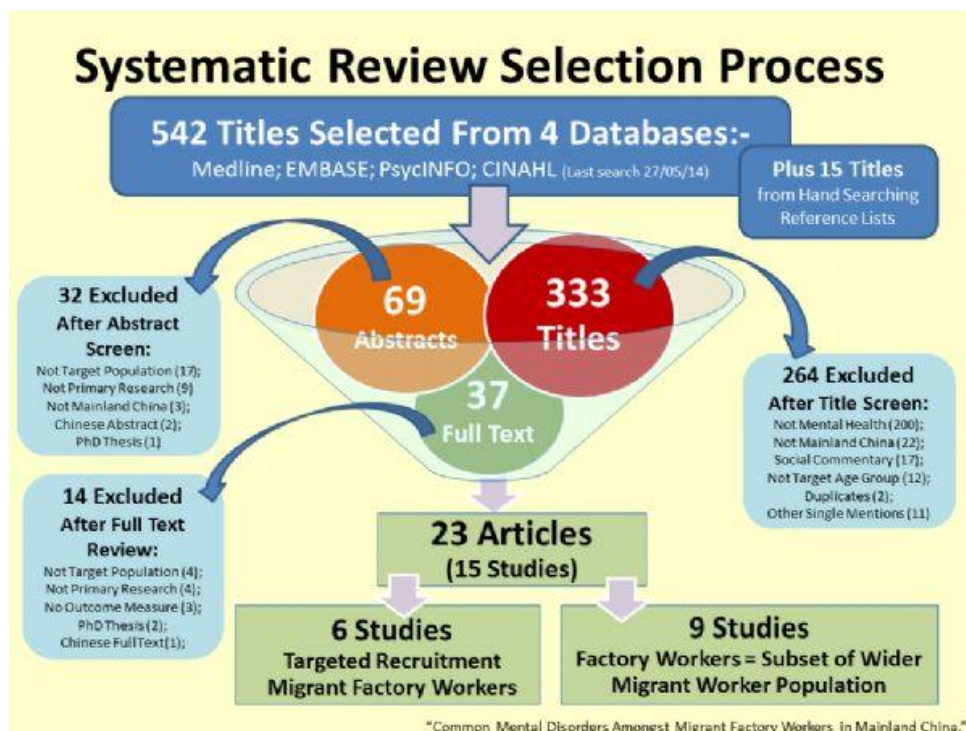 Systematic Review Selection Process
542 Titles Selected From 4 Databases:-
Medline; EMBASE; PsycINFO; CINAHL (Last search 27/05/14)
Plus 15 Titles
from Hand Searching
Reference Lists
69
Abstracts
333
Titles
37
Full Text
32 Excluded
After Abstract
Screen:
Not Target Population (17);
Not Primary Research (9)
Not Mainland China (3);
Chinese Abstract (2);
PhD Thesis (1)
264 Excluded
After Title Screen:
Not Mental Health (200);
Not Mainland China (22);
Social Commentary (17);
Not Target Age Group (12);
Duplicates (2);
Other Single Mentions (11)
14 Excluded
After Full Text
Review:
Not Target Population (4);
Not Primary Research (4);
No Outcome Measure (3);
PhD Thesis (2);
Chinese Full Text (1);
23 Articles
(15 Studies)
6 Studies
Targeted Recruitment
Migrant Factory Workers
9 Studies
Factory Workers = Subset of Wider
Migrant Worker Population
"Common Mental Disorders Amongst Migrant Factory Workers in Mainland China."